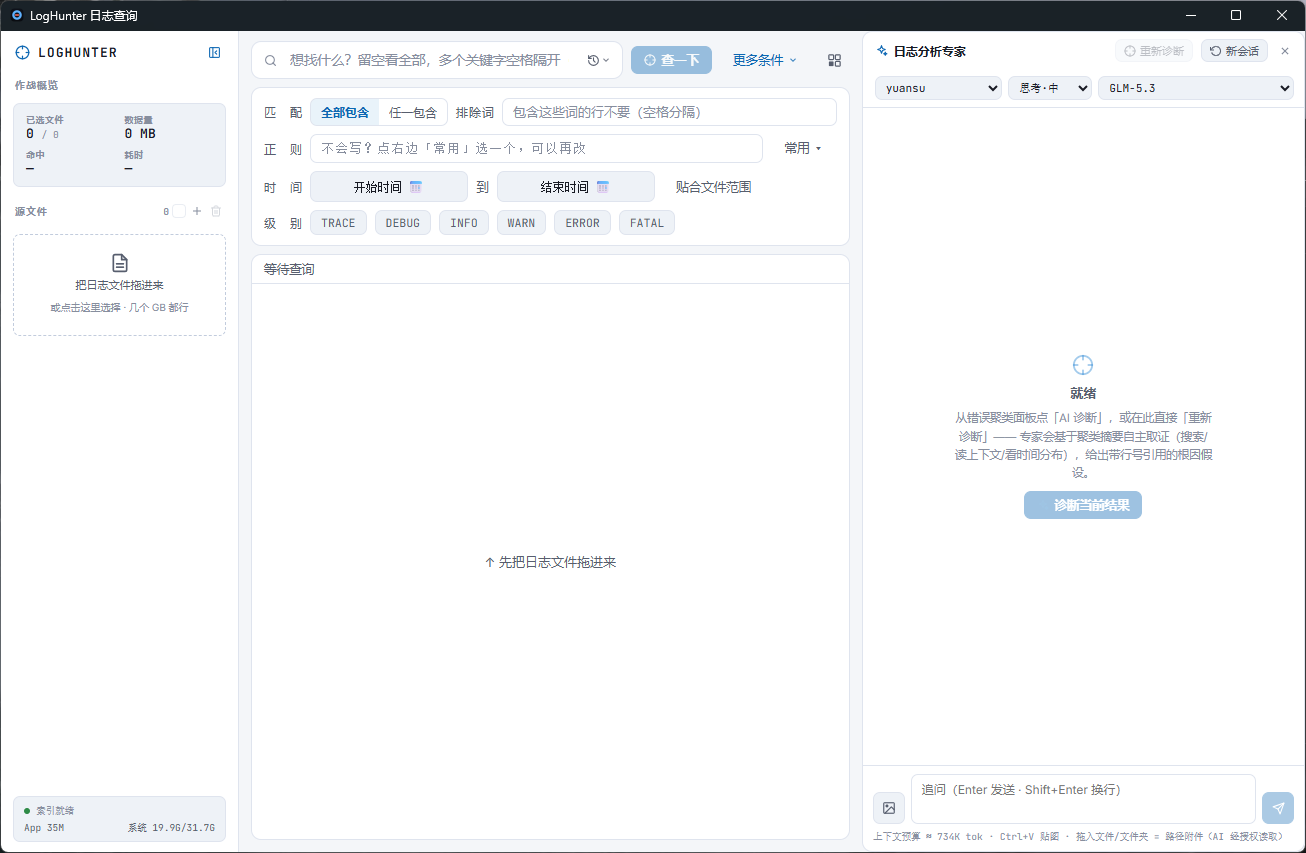 LogHunter 日志查询
LOGHUNTER
作战概览
已选文件 数据量
0 / 0 0 MB
命中 耗时
— —
源文件 0
把日志文件拖进来
或点击这里选择 · 几个 GB 都行
索引就绪
App 35M 系统 19.9G/31.7G
想找什么？留空看全部，多个关键字空格隔开 查一下 更多条件
匹 配 全部包含 任一包含 排除词 包含这些词的行不要（空格分隔）
正 则 不会写？点右边「常用」选一个，可以再改 常用
时 间 开始时间 到 结束时间 贴合文件范围
级 别 TRACE DEBUG INFO WARN ERROR FATAL
等待查询
↑ 先把日志文件拖进来
日志分析专家 重新诊断 新会话 ×
yuansu 思考·中 GLM-5.3
就绪
从错误聚类面板点「AI 诊断」，或在此直接「重新
诊断」—— 专家会基于聚类摘要自主取证（搜索/
读上下文/看时间分布），给出带行号引用的根因假
设。
诊断当前结果
追问（Enter 发送 · Shift+Enter 换行）
上下文预算 ≈ 734K tok · Ctrl+V 贴图 · 拖入文件/文件夹 = 路径附件（AI 经授权读取）